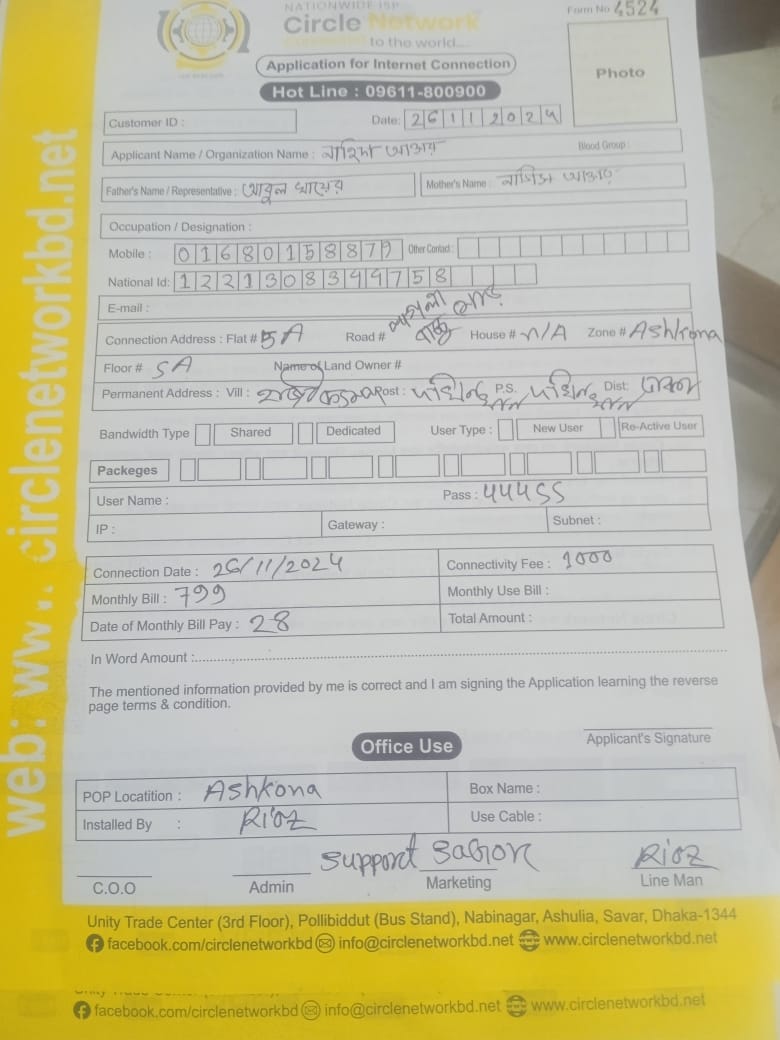 NATIONWIDE ISP
Form No 4524
Circle Network
to the world...
Application for Internet Connection
Photo
Hot Line : 09611-800900
Customer ID :
Date: 26 11 2024
Applicant Name / Organization Name : আক্তার Blood Group :
Father's Name / Representative : আবুল খায়ের Mother's Name : আক্তার
Occupation / Designation :
Mobile : 01680158879 Other Contact :
National Id: 1221308344758
E-mail :
Connection Address : Flat # 5A Road # House # N/A Zone # Ashkona
Floor # 5A Name of Land Owner #
Permanent Address : Vill : Post : P.S. Dist:
Bandwidth Type Shared Dedicated User Type : New User Re-Active User
Packeges
User Name : Pass : 44455
IP : Gateway : Subnet :
Connection Date : 26/11/2024 Connectivity Fee : 1000
Monthly Bill : 799 Monthly Use Bill :
Date of Monthly Bill Pay : 28 Total Amount :
In Word Amount :
The mentioned information provided by me is correct and I am signing the Application learning the reverse
page terms & condition.
Applicant's Signature
Office Use
POP Locatition : Ashkona Box Name :
Installed By : Rioz Use Cable :
Support Sagor Rioz
C.O.O Admin Marketing Line Man
Unity Trade Center (3rd Floor), Pollibiddut (Bus Stand), Nabinagar, Ashulia, Savar, Dhaka-1344
facebook.com/circlenetworkbd info@circlenetworkbd.net www.circlenetworkbd.net
facebook.com/circlenetworkbd info@circlenetworkbd.net www.circlenetworkbd.net
web: www.circlenetworkbd.net